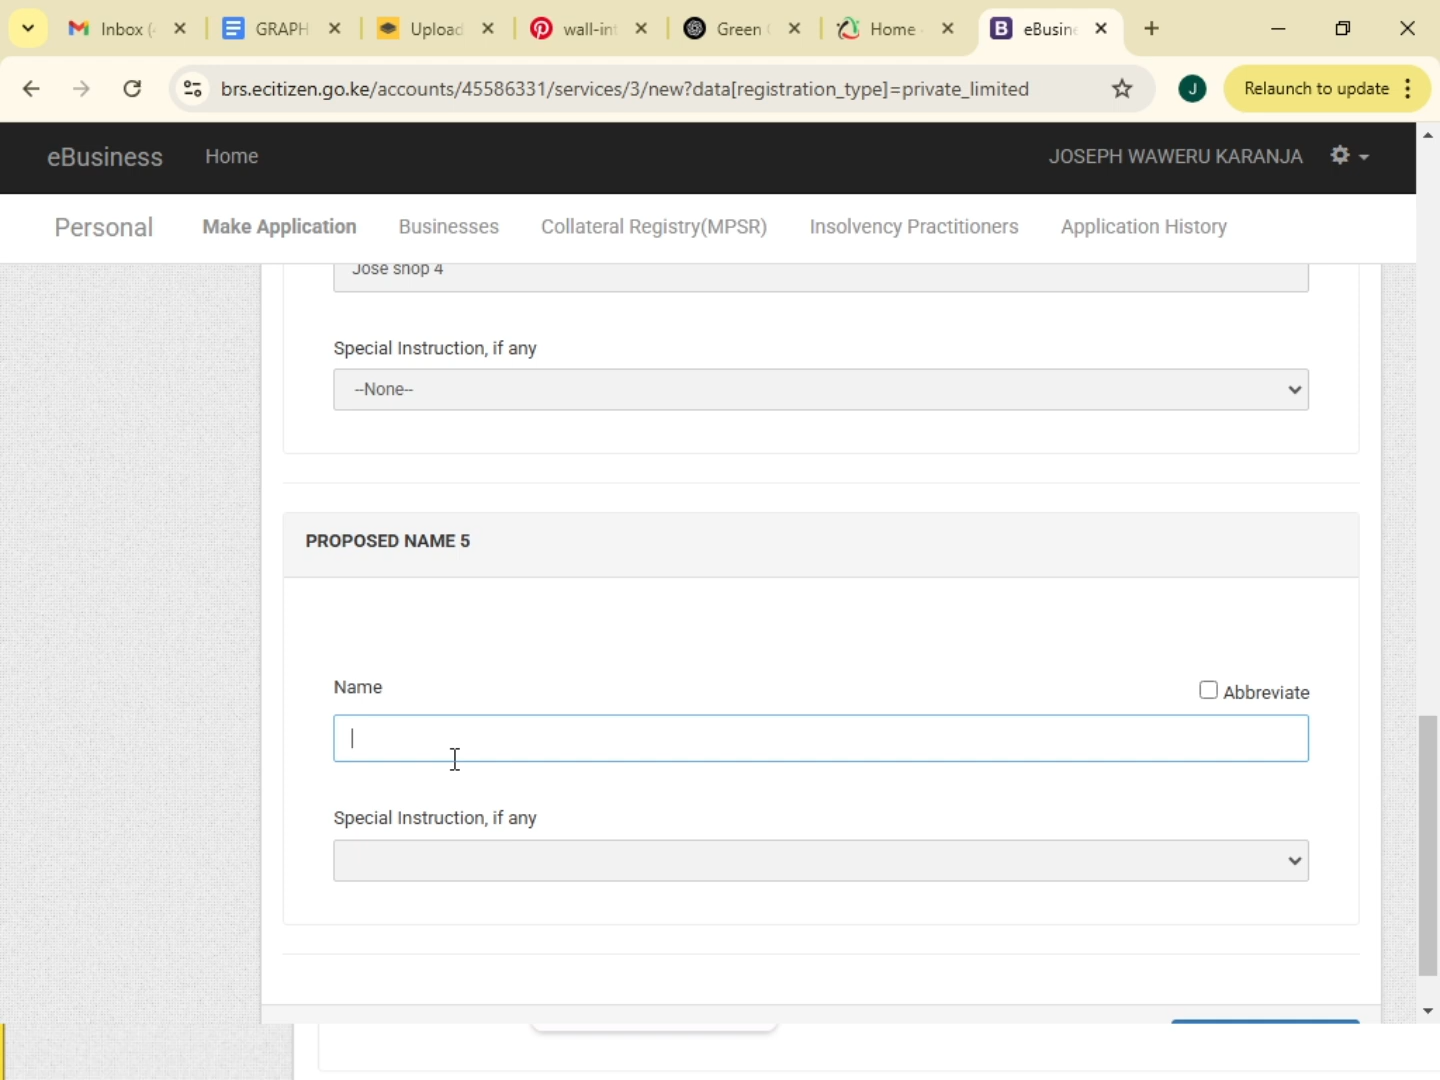 Inbox (
GRAPH
Upload
wall-int
Green
Home
eBusin
brs.ecitizen.go.ke/accounts/45586331/services/3/new?data[registration_type]=private_limited
J
Relaunch to update
eBusiness
Home
JOSEPH WAWERU KARANJA
Personal
Make Application
Businesses
Collateral Registry(MPSR)
Insolvency Practitioners
Application History
Jose shop 4
Special Instruction, if any
--None--
PROPOSED NAME 5
Name
Abbreviate
Special Instruction, if any